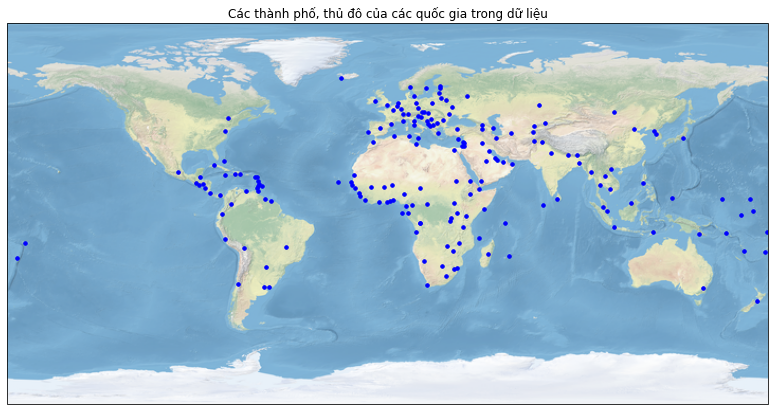 Các thành phố, thủ đô của các quốc gia trong dữ liệu